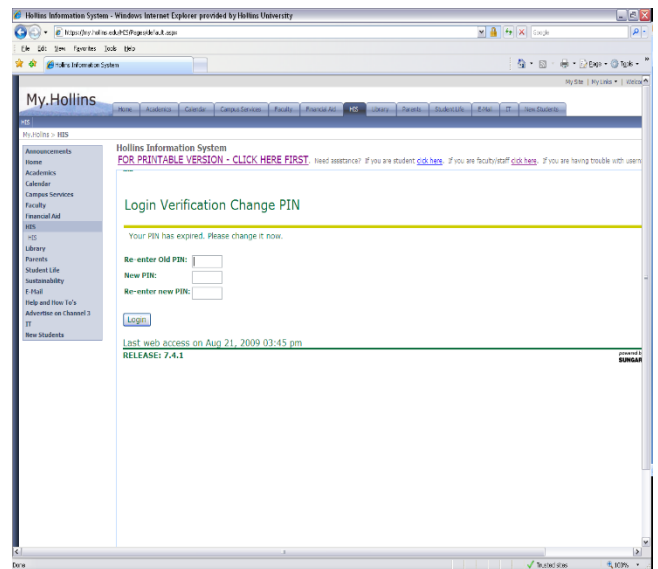 Hollins Information System - Windows Internet Explorer provided by Hollins University
File Edit View Favorites Tools Help
Hollins Information System
Page Tools
My Site | My Links
My.Hollins
Home Academics Calendar Campus Services Faculty Financial Aid HIS Library Parents Student Life E-Mail IT New Students
HIS
My.Hollins > HIS
Announcements
Home
Academics
Calendar
Campus Services
Faculty
Financial Aid
HIS
HIS
Library
Parents
Student Life
Sustainability
E-Mail
Help and How To's
Advertise on Channel 3
IT
New Students
Hollins Information System
FOR PRINTABLE VERSION - CLICK HERE FIRST. Need assistance? If you are student click here. If you are faculty/staff click here. If you are having trouble with usern
Login Verification Change PIN
Your PIN has expired. Please change it now.
Re-enter Old PIN:
New PIN:
Re-enter new PIN:
Login
Last web access on Aug 21, 2009 03:45 pm
RELEASE: 7.4.1
powered b
SUNGAR
Done
Trusted sites
100%